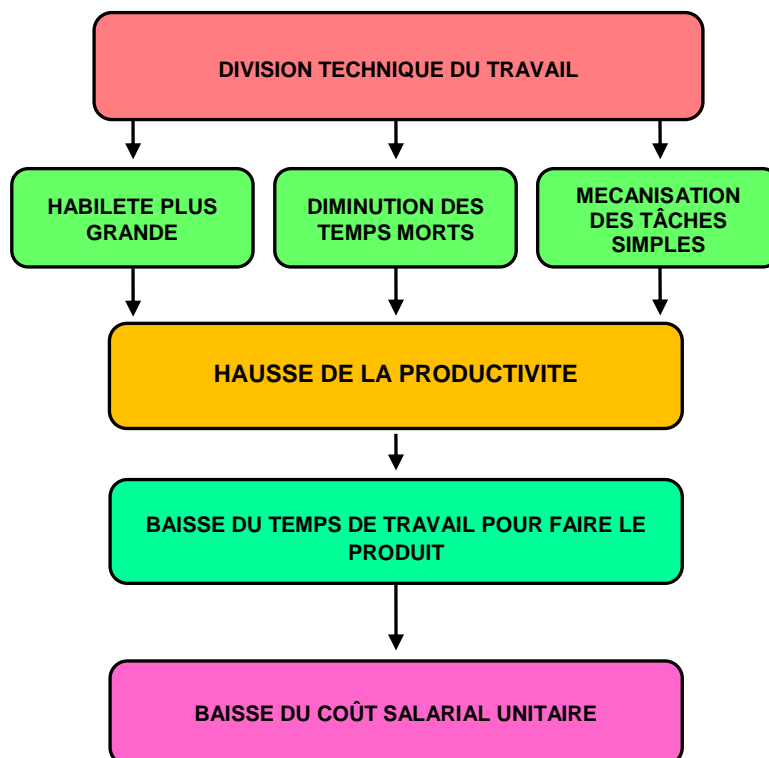 DIVISION TECHNIQUE DU TRAVAIL
HABILETE PLUS
GRANDE
DIMINUTION DES
TEMPS MORTS
MECANISATION
DES TÂCHES
SIMPLES
HAUSSE DE LA PRODUCTIVITE
BAISSE DU TEMPS DE TRAVAIL POUR FAIRE LE
PRODUIT
BAISSE DU COÛT SALARIAL UNITAIRE